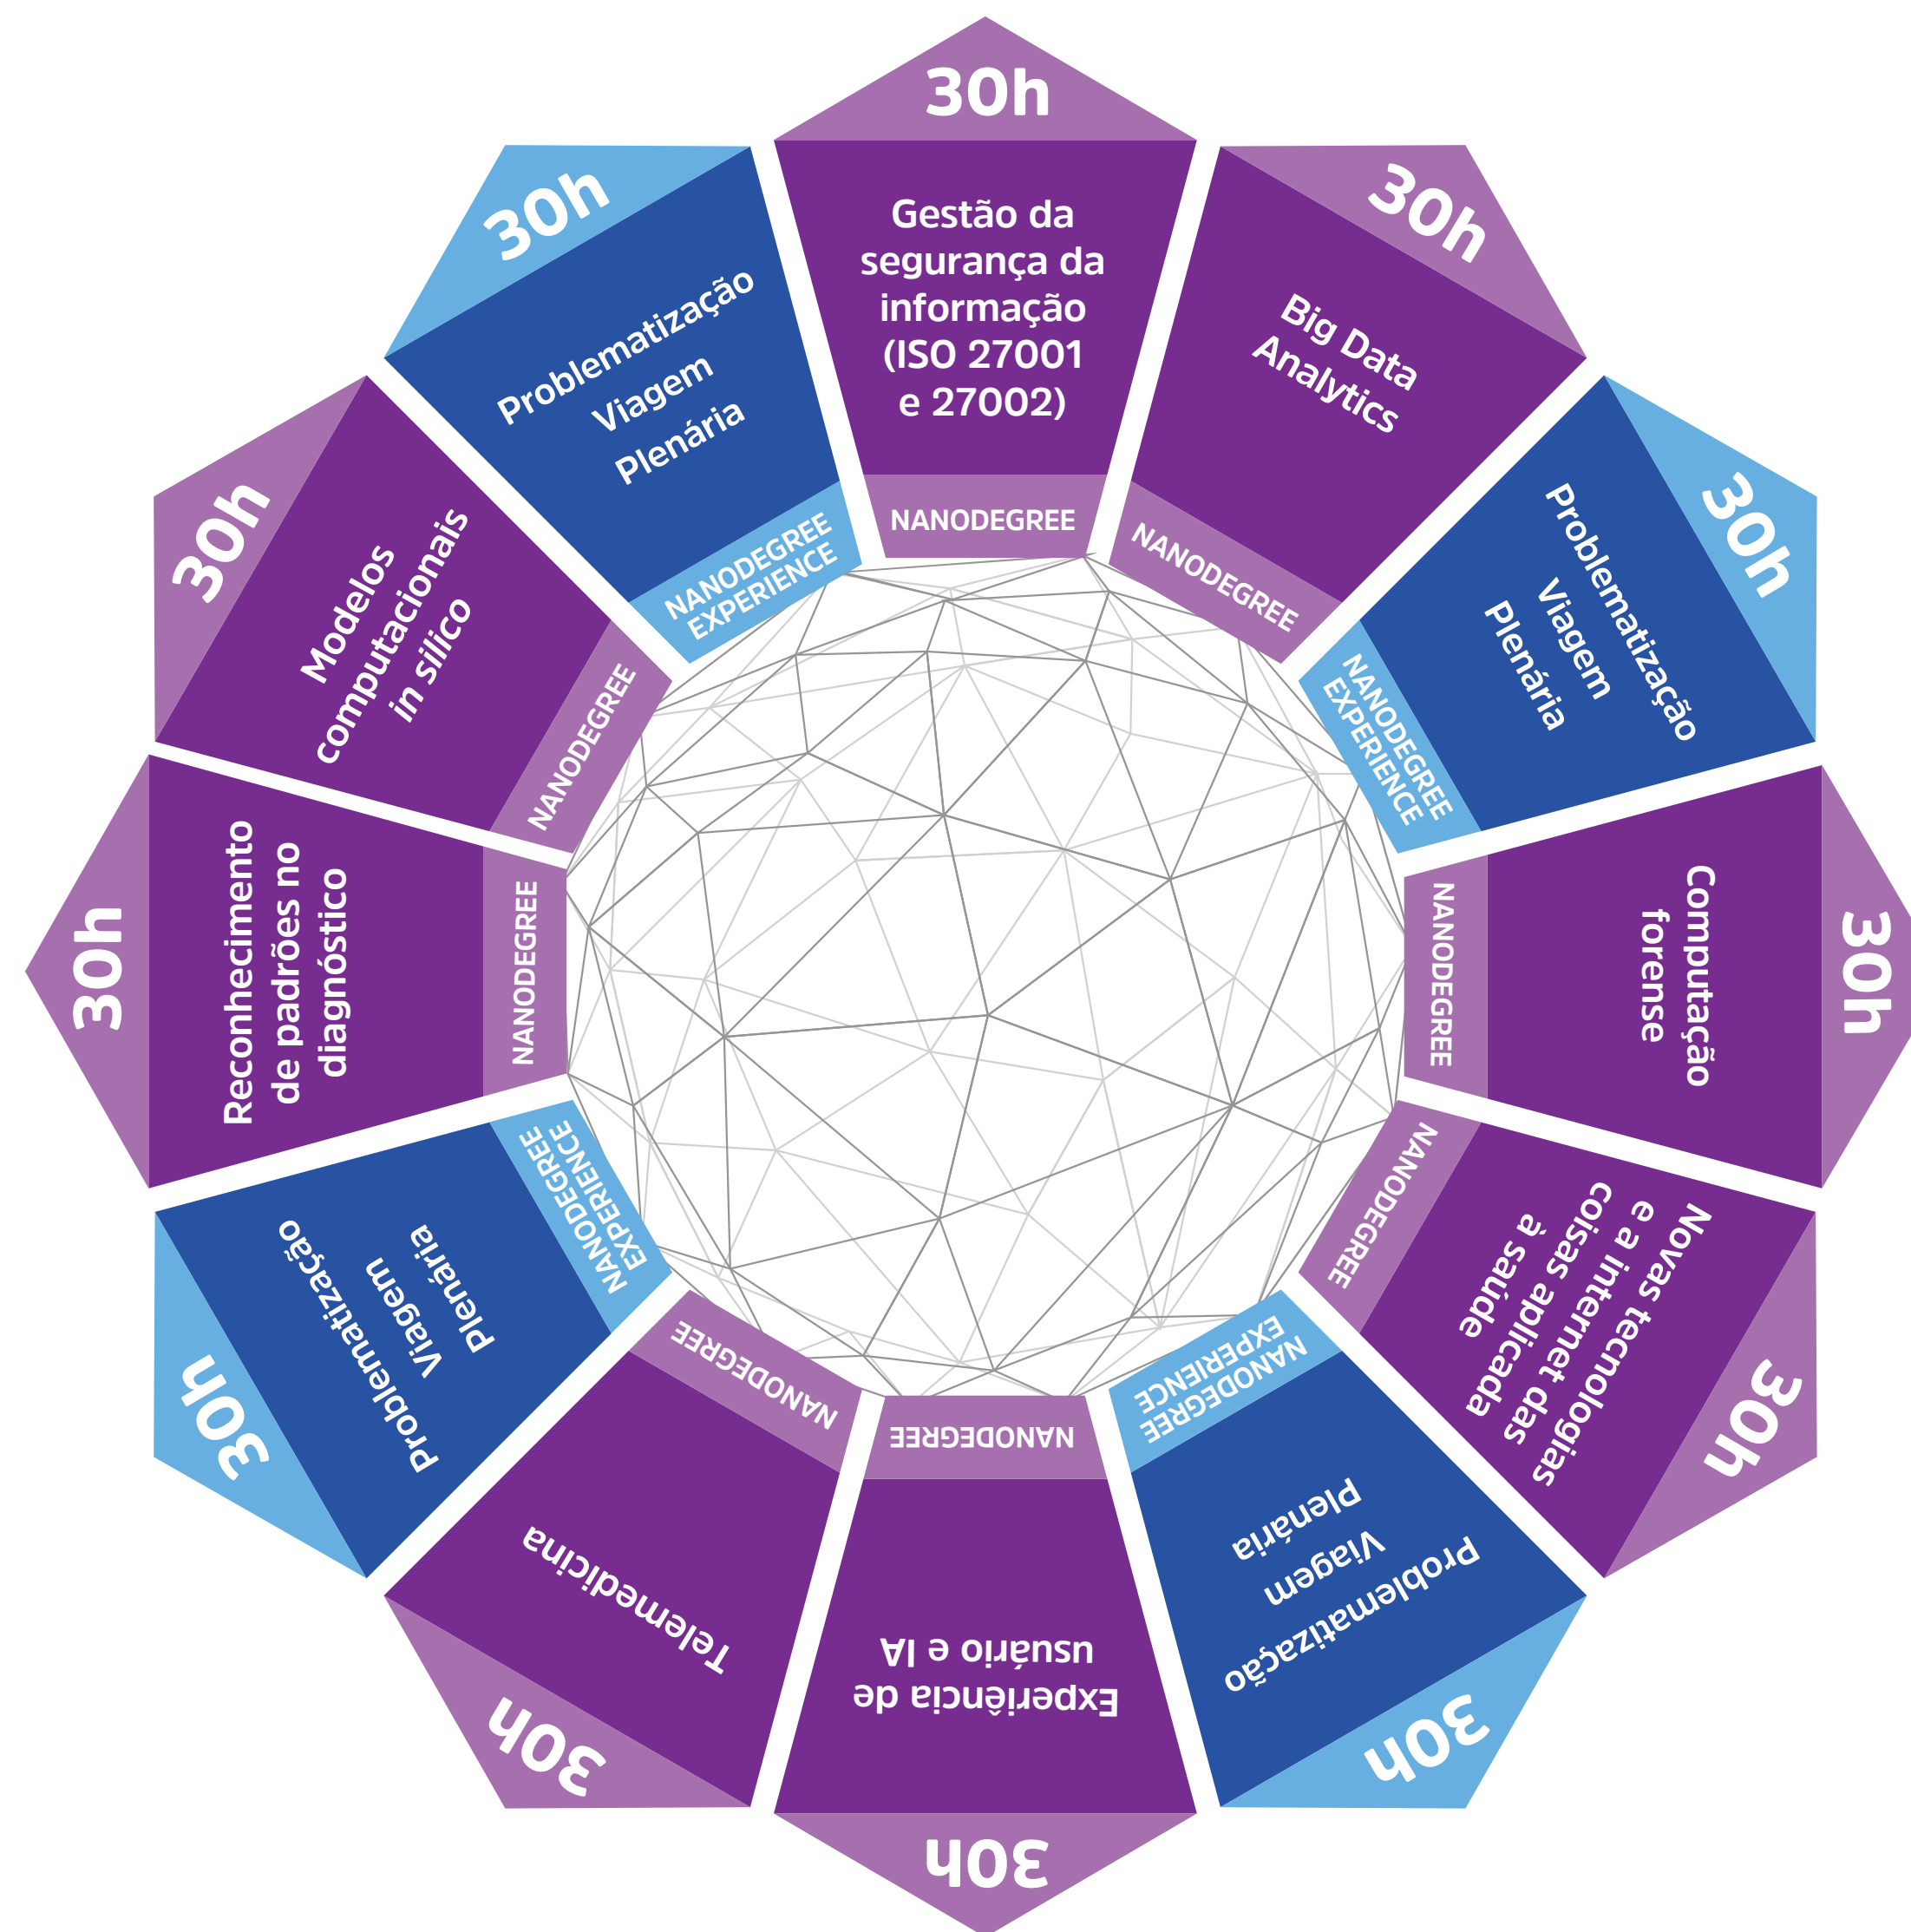 30h
Gestão da
segurança da
informação
(ISO 27001
e 27002)
NANODEGREE
30h
Big Data
Analytics
NANODEGREE
30h
Problematização
Viagem
Plenária
NANODEGREE
EXPERIENCE
30h
Computação
forense
NANODEGREE
30h
Novas tecnologias
e a internet das
coisas aplicada
à saúde
NANODEGREE
30h
Problematização
Viagem
Plenária
NANODEGREE
EXPERIENCE
30h
Experiência de
usuário e IA
NANODEGREE
30h
Telemedicina
NANODEGREE
30h
Problematização
Viagem
Plenária
NANODEGREE
EXPERIENCE
30h
Reconhecimento
de padrões no
diagnóstico
NANODEGREE
30h
Modelos
computacionais
in silico
NANODEGREE
30h
Problematização
Viagem
Plenária
NANODEGREE
EXPERIENCE